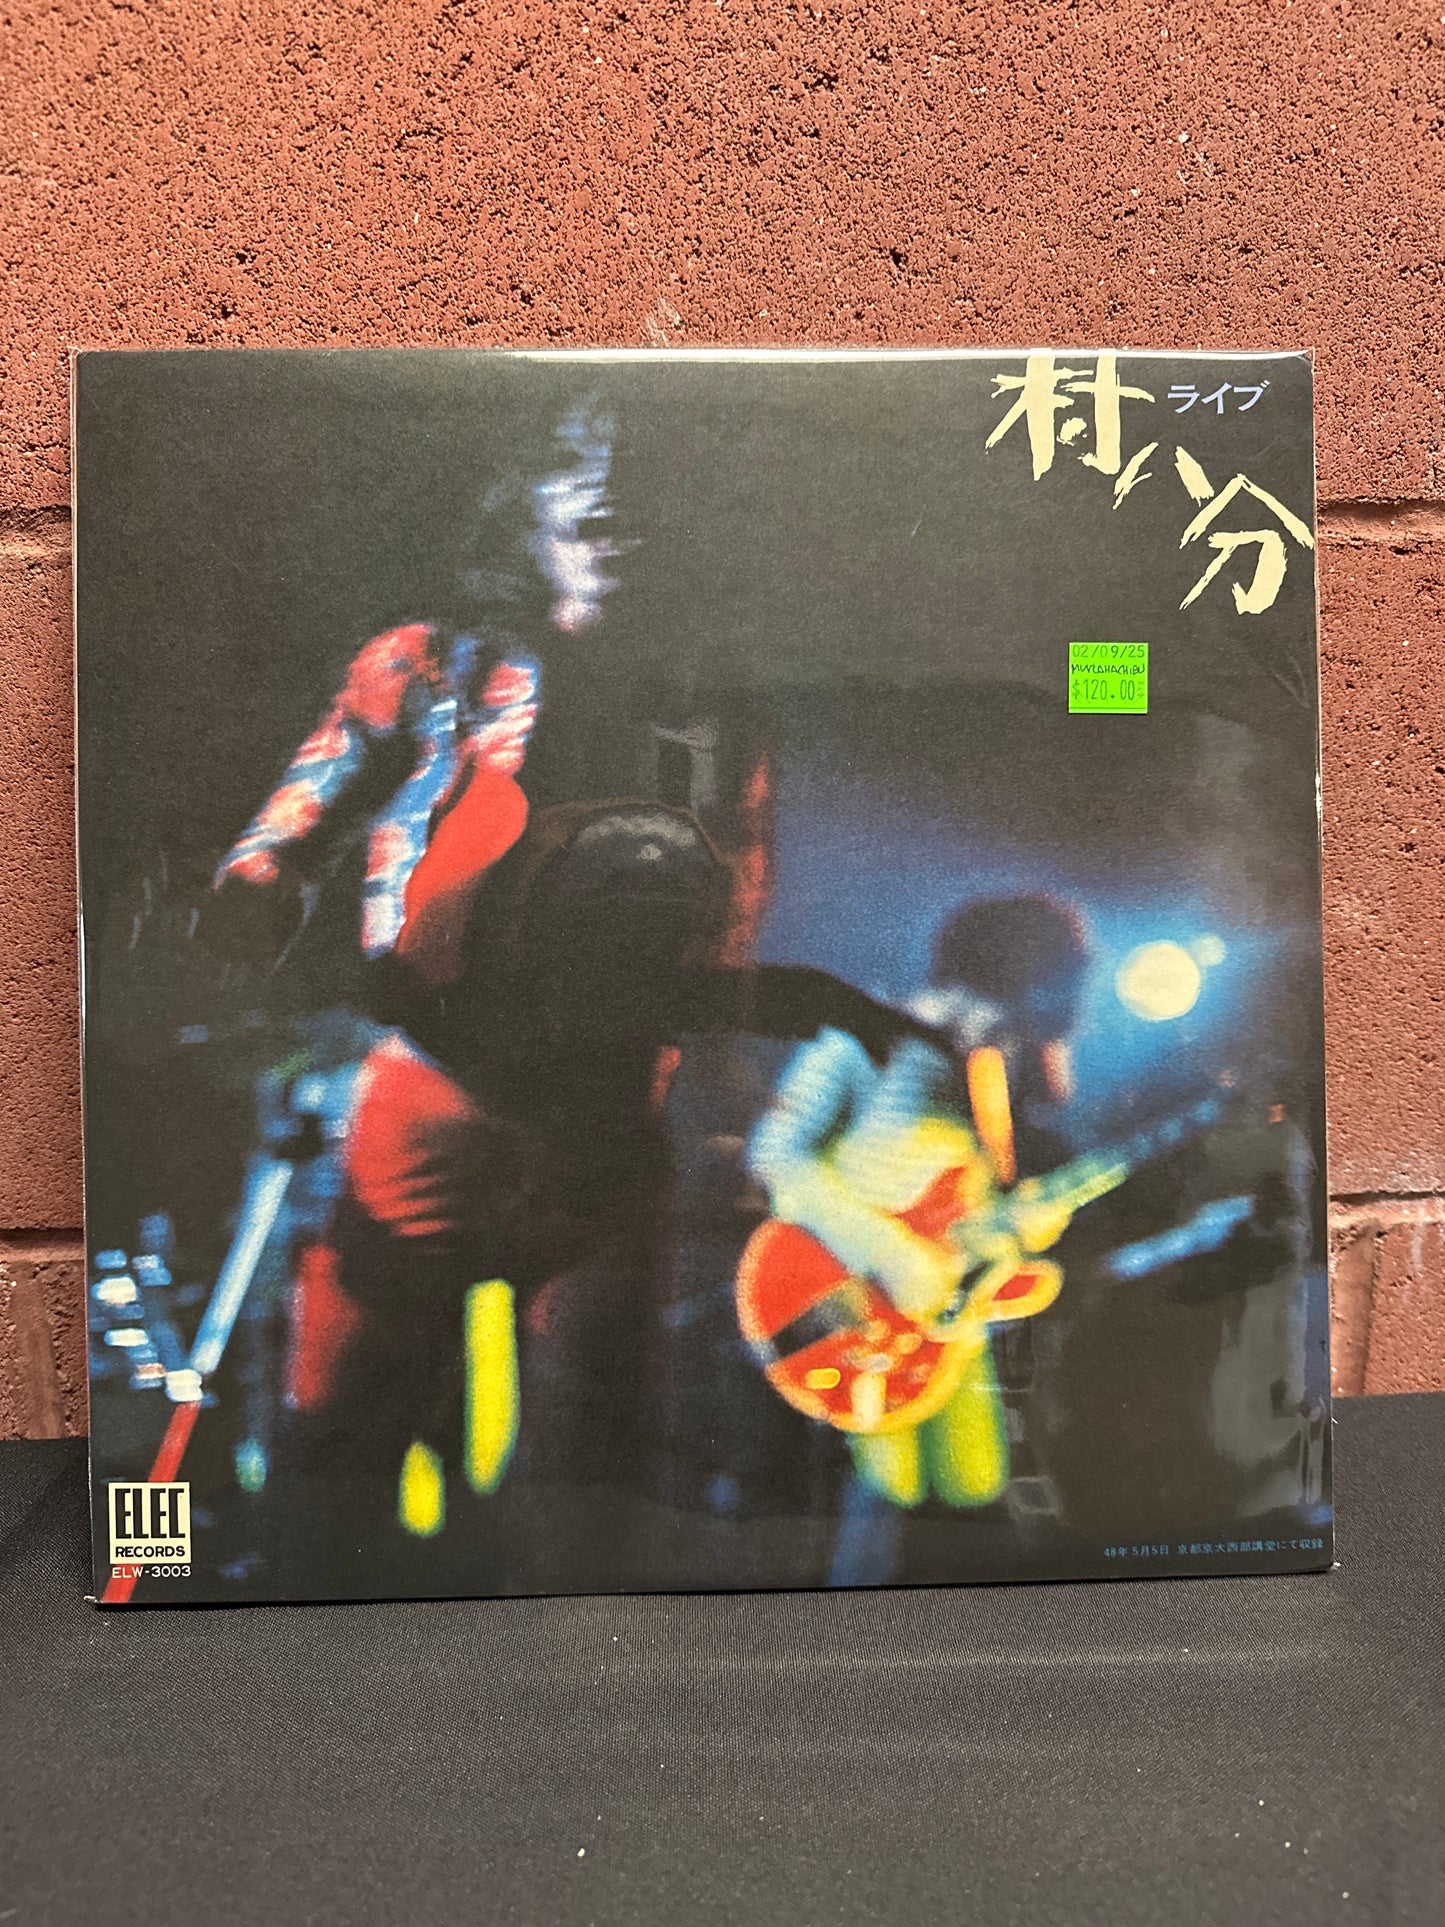 村八分
ライブ
02/09/25
MURAHACHIBU
$120.00
ELEC
RECORDS
ELW-3003
48年5月5日 京都京大西部講堂にて収録